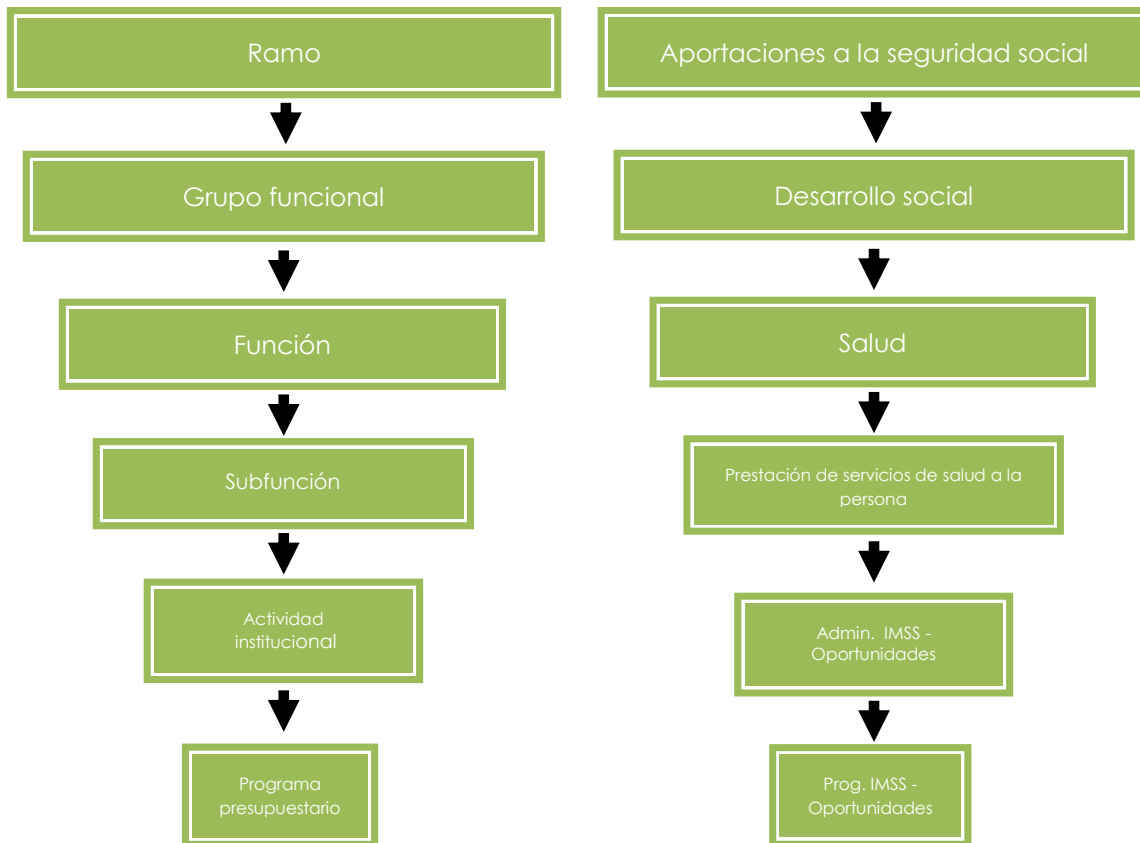 Ramo
Grupo funcional
Función
Subfunción
Actividad
institucional
Programa
presupuestario
Aportaciones a la seguridad social
Desarrollo social
Salud
Prestación de servicios de salud a la
persona
Admin. IMSS -
Oportunidades
Prog. IMSS -
Oportunidades